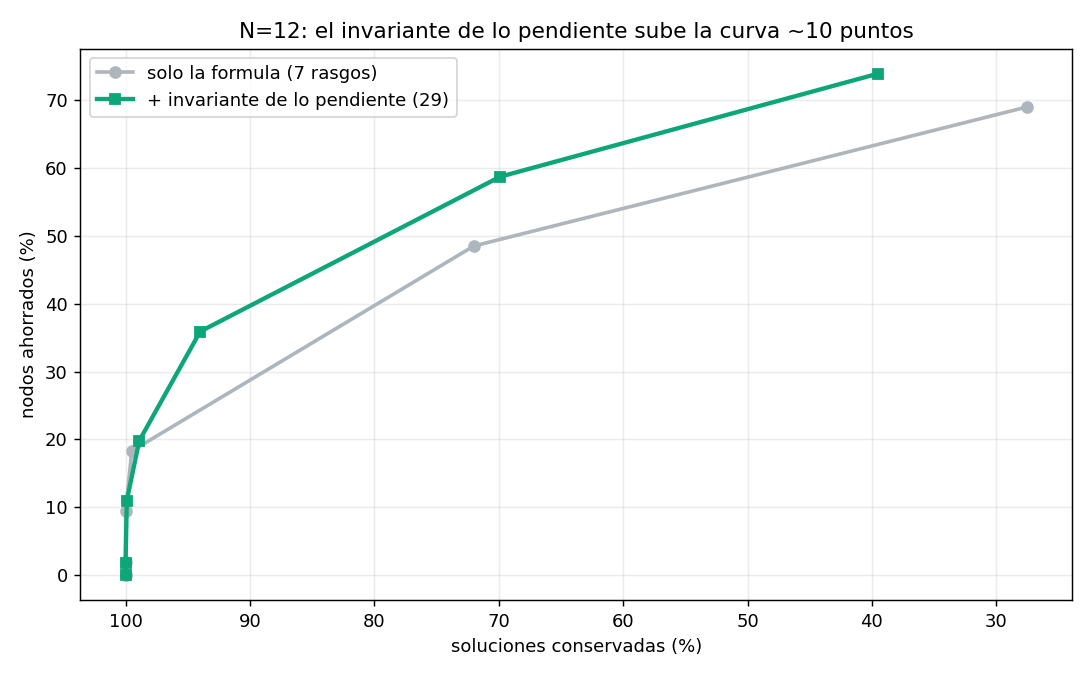 N=12: el invariante de lo pendiente sube la curva ~10 puntos
solo la formula (7 rasgos)
+ invariante de lo pendiente (29)
nodos ahorrados (%)
70
60
50
40
30
20
10
0
100 90 80 70 60 50 40 30
soluciones conservadas (%)